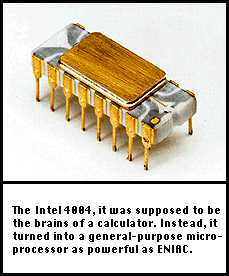 The Intel 4004, it was supposed to be
the brains of a calculator. Instead, it
turned into a general-purpose micro-
processor as powerful as ENIAC.